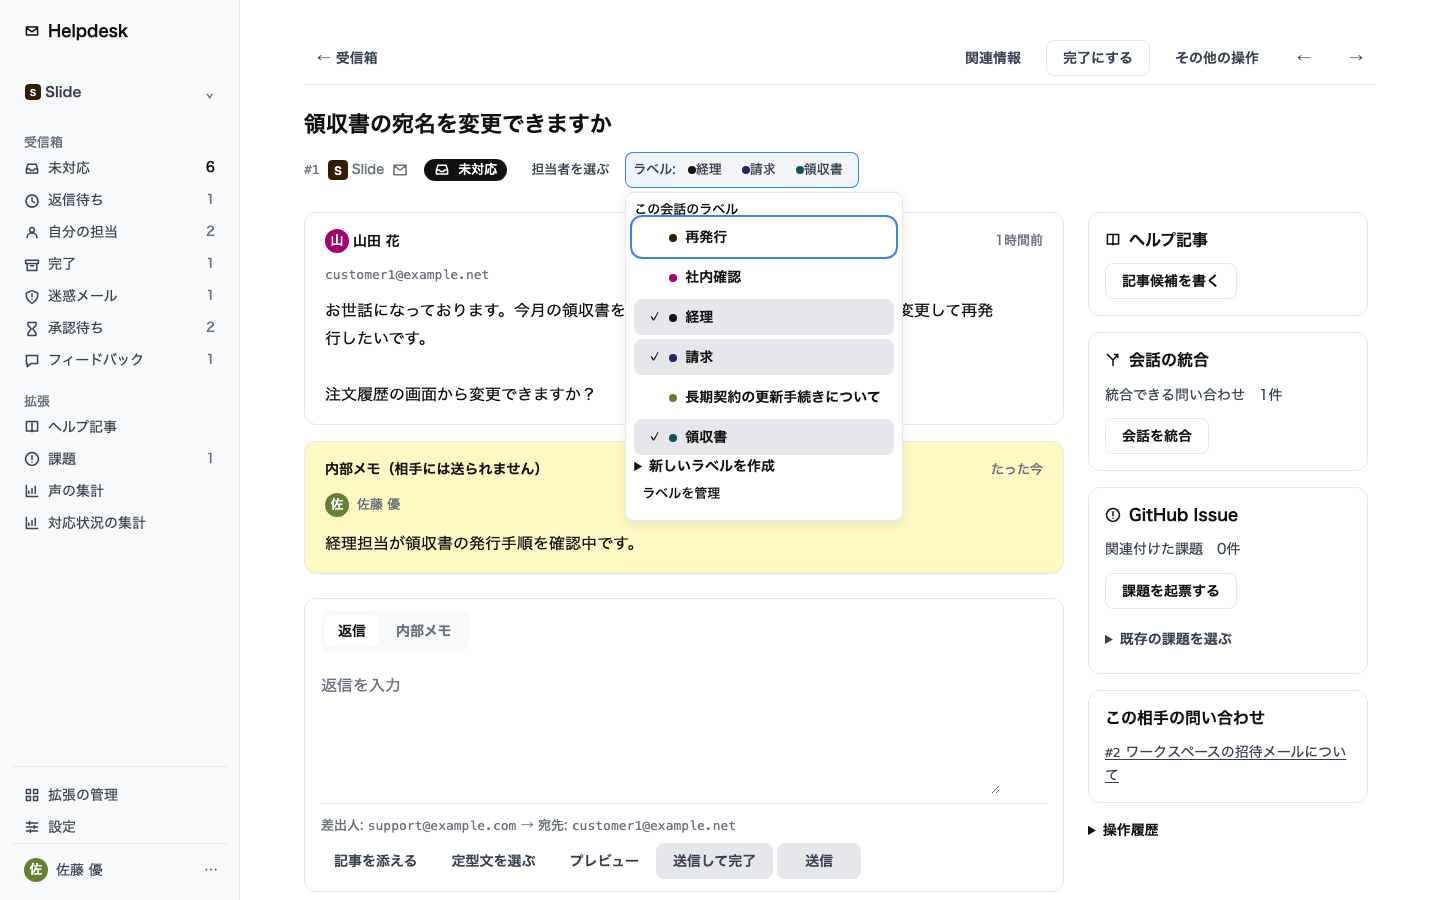 Helpdesk
S Slide
受信箱
未対応 6
返信待ち 1
自分の担当 2
完了 1
迷惑メール 1
承認待ち 2
フィードバック 1
拡張
ヘルプ記事
課題 1
声の集計
対応状況の集計
拡張の管理
設定
佐 佐藤 優 …
← 受信箱
関連情報 完了にする その他の操作 ← →
領収書の宛名を変更できますか
#1 S Slide 未対応 担当者を選ぶ ラベル: 経理 請求 領収書
この会話のラベル
再発行
社内確認
✓ 経理
✓ 請求
長期契約の更新手続きについて
✓ 領収書
▶ 新しいラベルを作成
ラベルを管理
山 山田 花 1時間前
customer1@example.net
お世話になっております。今月の領収書を 変更して再発
行したいです。
注文履歴の画面から変更できますか？
内部メモ（相手には送られません） たった今
佐 佐藤 優
経理担当が領収書の発行手順を確認中です。
返信 内部メモ
返信を入力
差出人: support@example.com → 宛先: customer1@example.net
記事を添える 定型文を選ぶ プレビュー 送信して完了 送信
ヘルプ記事
記事候補を書く
会話の統合
統合できる問い合わせ 1件
会話を統合
GitHub Issue
関連付けた課題 0件
課題を起票する
▶ 既存の課題を選ぶ
この相手の問い合わせ
#2 ワークスペースの招待メールについ
て
▶ 操作履歴